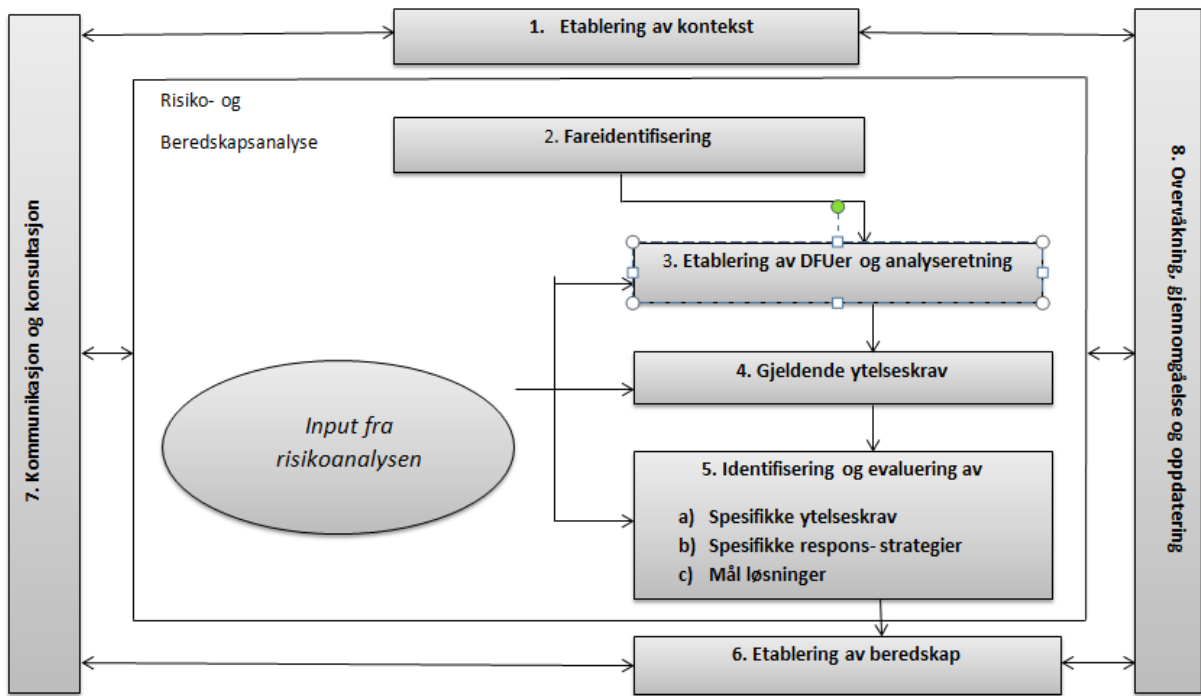 1. Etablering av kontekst
Risiko- og
Beredskapsanalyse
2. Fareidentifisering
3. Etablering av DFUer og analyseretning
4. Gjeldende ytelseskrav
Input fra
risikoanalysen
5. Identifisering og evaluering av
a) Spesifikke ytelseskrav
b) Spesifikke respons- strategier
c) Mål løsninger
6. Etablering av beredskap
7. Kommunikasjon og konsultasjon
8. Overvåkning, gjennomgåelse og oppdatering